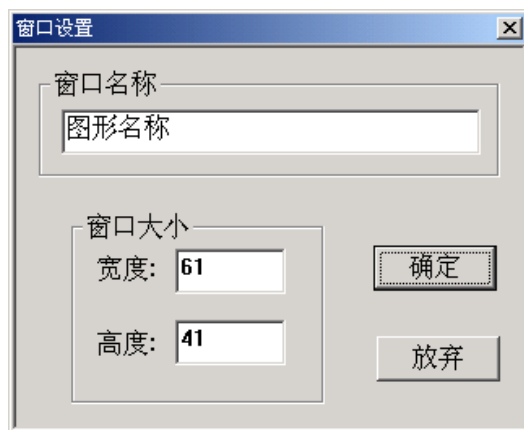 窗口设置
窗口名称
图形名称
窗口大小
宽度: 61
确定
高度: 41
放弃